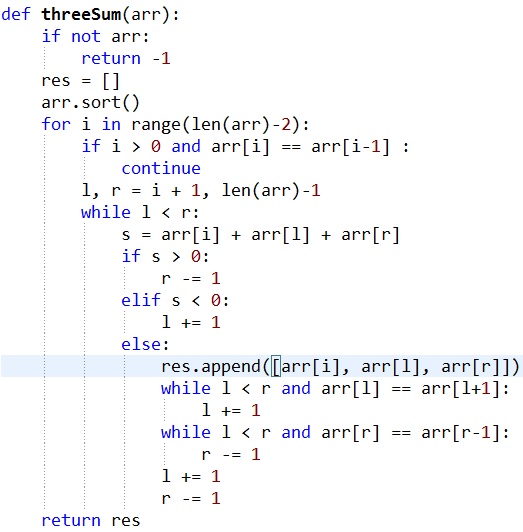 def threeSum(arr):
    if not arr:
        return -1
    res = []
    arr.sort()
    for i in range(len(arr)-2):
        if i > 0 and arr[i] == arr[i-1] :
            continue
        l, r = i + 1, len(arr)-1
        while l < r:
            s = arr[i] + arr[l] + arr[r]
            if s > 0:
                r -= 1
            elif s < 0:
                l += 1
            else:
                res.append([arr[i], arr[l], arr[r]])
                while l < r and arr[l] == arr[l+1]:
                    l += 1
                while l < r and arr[r] == arr[r-1]:
                    r -= 1
                l += 1
                r -= 1
    return res